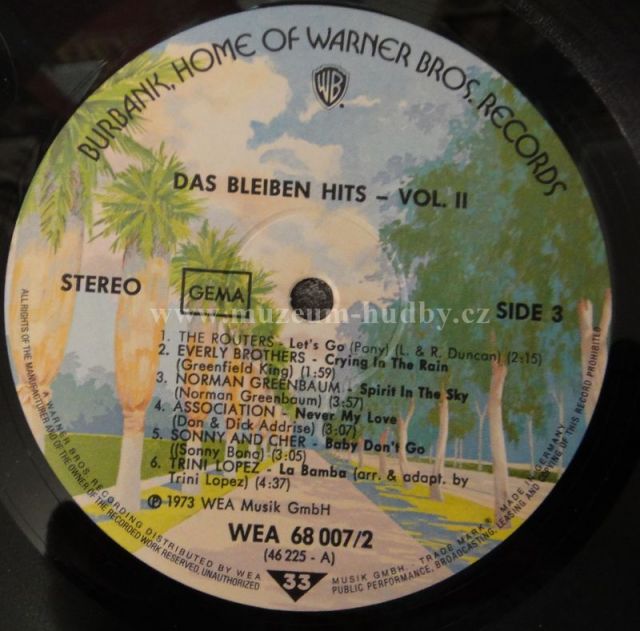 BURBANK, HOME OF WARNER BROS. RECORDS
WB
DAS BLEIBEN HITS - VOL. II
STEREO
GEMA
SIDE 3
www.muzeum-hudby.cz
1. THE ROUTERS - Let's Go (Pony) (L. & R. Duncan) (2:15)
2. EVERLY BROTHERS - Crying In The Rain
(Greenfield King) (1:59)
3. NORMAN GREENBAUM - Spirit In The Sky
(Norman Greenbaum) (3:57)
4. ASSOCIATION - Never My Love
(Don & Dick Addrise) (3:07)
5. SONNY AND CHER - Baby Don't Go
((Sonny Bono) (3:05)
6. TRINI LOPEZ - La Bamba (arr. & adapt. by
Trini Lopez) (4:37)
℗ 1973 WEA Musik GmbH
WEA 68 007/2
(46 225 - A)
33
ALL RIGHTS OF THE MANUFACTURER AND OF THE OWNER OF THE RECORDED WORK RESERVED. UNAUTHORIZED PUBLIC PERFORMANCE, BROADCASTING, LEASING AND COPYING OF THIS RECORD PROHIBITED
A WARNER BROS. RECORDING DISTRIBUTED BY WEA MUSIK GMBH. TRADE MARK® MADE IN GERMANY